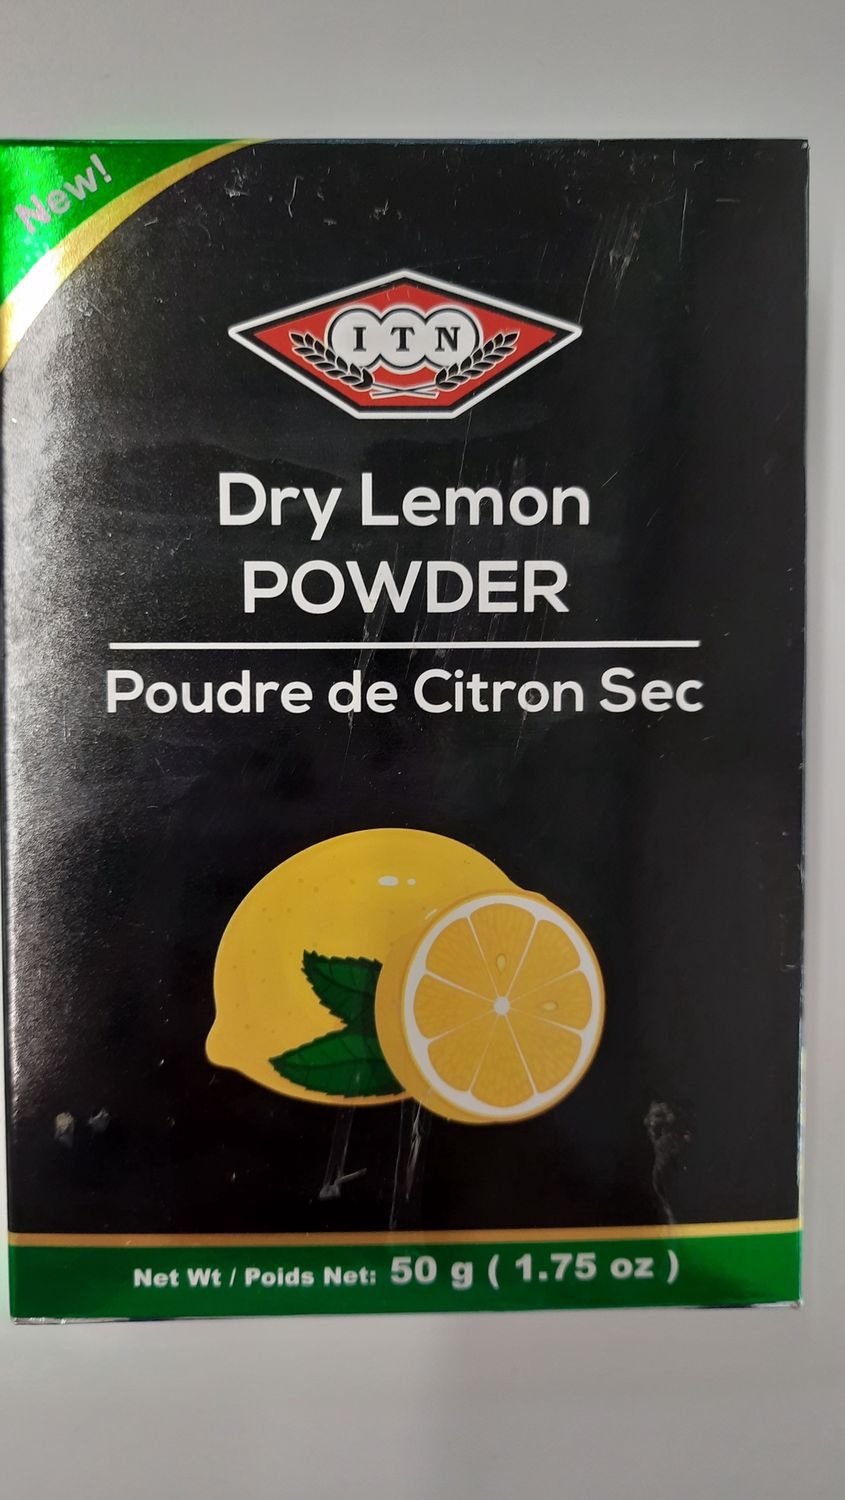 New!
ITN
Dry Lemon
POWDER
Poudre de Citron Sec
Net Wt / Poids Net: 50 g ( 1.75 oz )